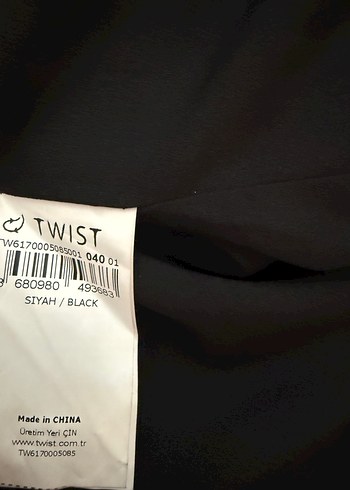 TWIST
TW6170005085001 040 01
680980 493683
SIYAH / BLACK
Made in CHINA
Üretim Yeri ÇİN
www.twist.com.tr
TW6170005085